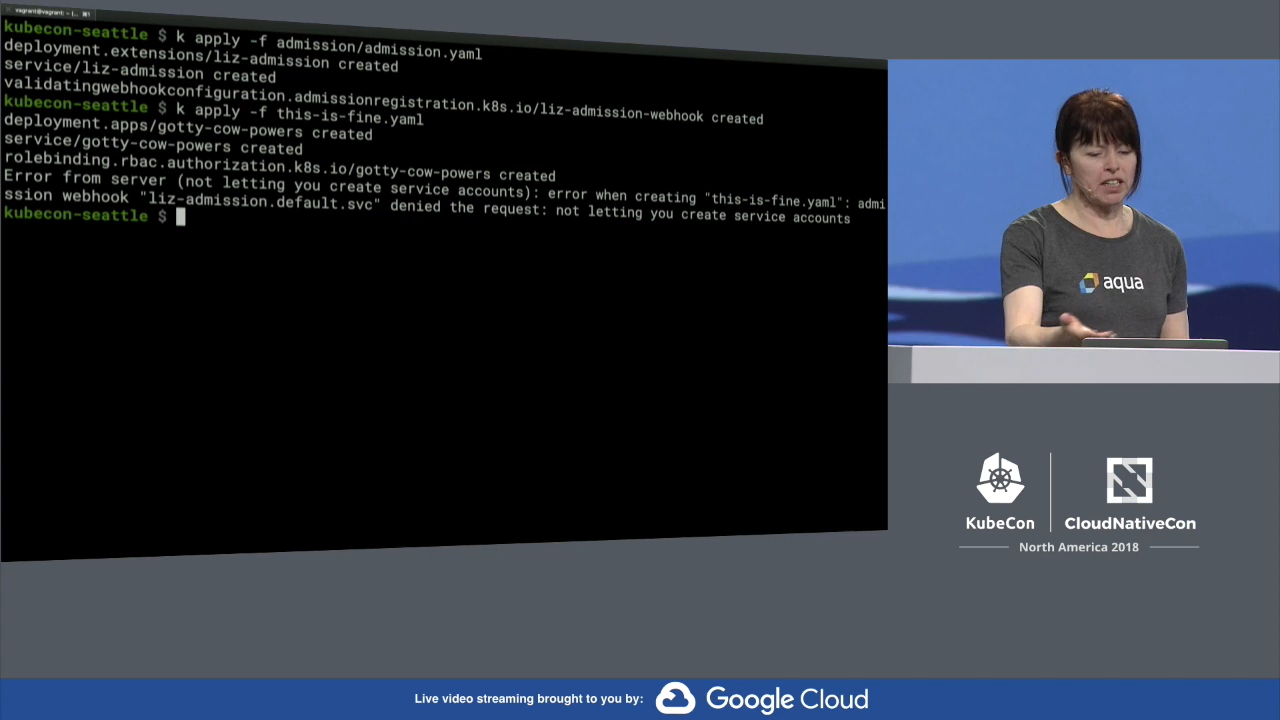 vagrant@vagrant: ~
kubecon-seattle $ k apply -f admission/admission.yaml
deployment.extensions/liz-admission created
service/liz-admission created
validatingwebhookconfiguration.admissionregistration.k8s.io/liz-admission-webhook created
kubecon-seattle $ k apply -f this-is-fine.yaml
deployment.apps/gotty-cow-powers created
service/gotty-cow-powers created
rolebinding.rbac.authorization.k8s.io/gotty-cow-powers created
Error from server (not letting you create service accounts): error when creating "this-is-fine.yaml": admi
ssion webhook "liz-admission.default.svc" denied the request: not letting you create service accounts
kubecon-seattle $
aqua
KubeCon
CloudNativeCon
North America 2018
Live video streaming brought to you by:
Google Cloud